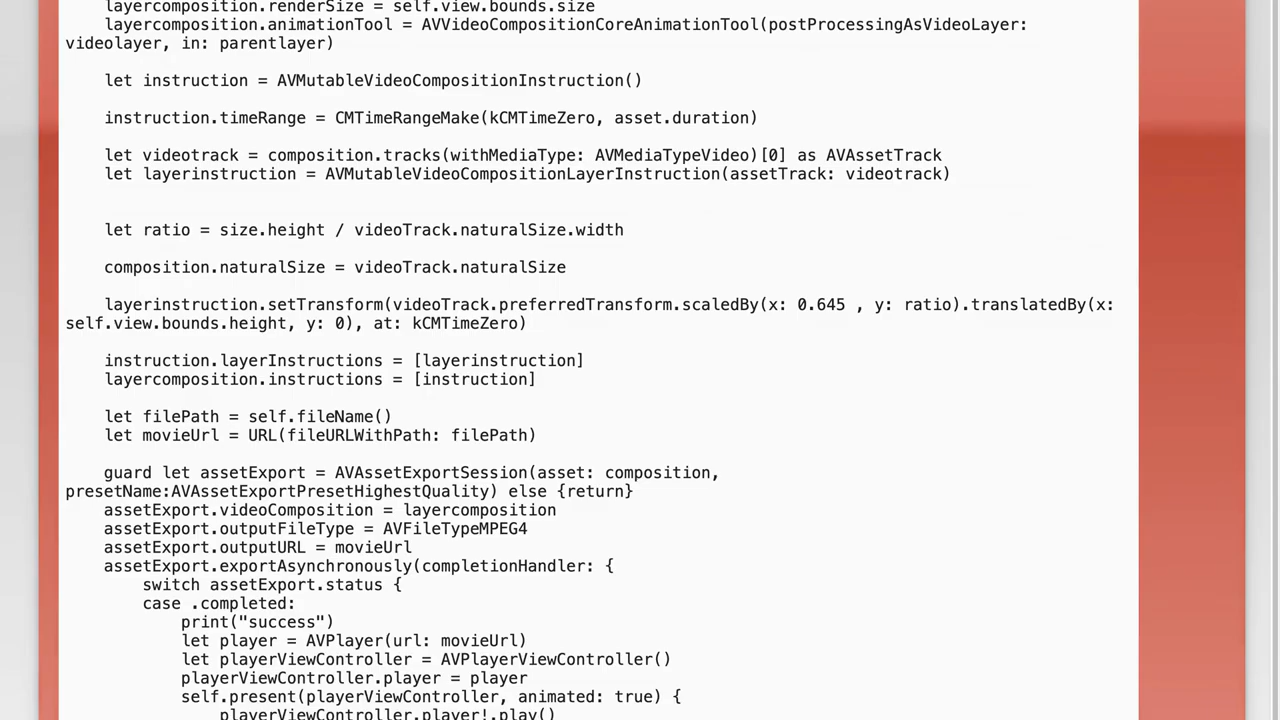 layercomposition.renderSize = self.view.bounds.size
layercomposition.animationTool = AVVideoCompositionCoreAnimationTool(postProcessingAsVideoLayer:
videolayer, in: parentlayer)
let instruction = AVMutableVideoCompositionInstruction()
instruction.timeRange = CMTimeRangeMake(kCMTimeZero, asset.duration)
let videotrack = composition.tracks(withMediaType: AVMediaTypeVideo)[0] as AVAssetTrack
let layerinstruction = AVMutableVideoCompositionLayerInstruction(assetTrack: videotrack)
let ratio = size.height / videoTrack.naturalSize.width
composition.naturalSize = videoTrack.naturalSize
layerinstruction.setTransform(videoTrack.preferredTransform.scaledBy(x: 0.645 , y: ratio).translatedBy(x:
self.view.bounds.height, y: 0), at: kCMTimeZero)
instruction.layerInstructions = [layerinstruction]
layercomposition.instructions = [instruction]
let filePath = self.fileName()
let movieUrl = URL(fileURLWithPath: filePath)
guard let assetExport = AVAssetExportSession(asset: composition,
presetName:AVAssetExportPresetHighestQuality) else {return}
assetExport.videoComposition = layercomposition
assetExport.outputFileType = AVFileTypeMPEG4
assetExport.outputURL = movieUrl
assetExport.exportAsynchronously(completionHandler: {
switch assetExport.status {
case .completed:
print("success")
let player = AVPlayer(url: movieUrl)
let playerViewController = AVPlayerViewController()
playerViewController.player = player
self.present(playerViewController, animated: true) {
playerViewController.player!.play()